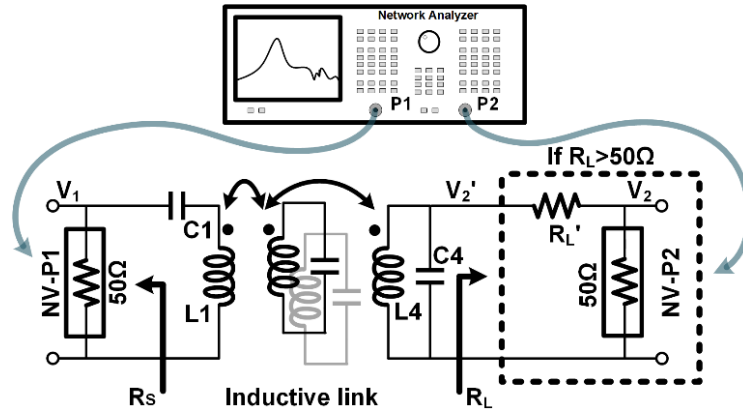 Network Analyzer
P1
P2
If RL>50Ω
V1
C1
V2'
V2
RL'
NV-P1
50Ω
L1
L4
C4
50Ω
NV-P2
RS
Inductive link
RL